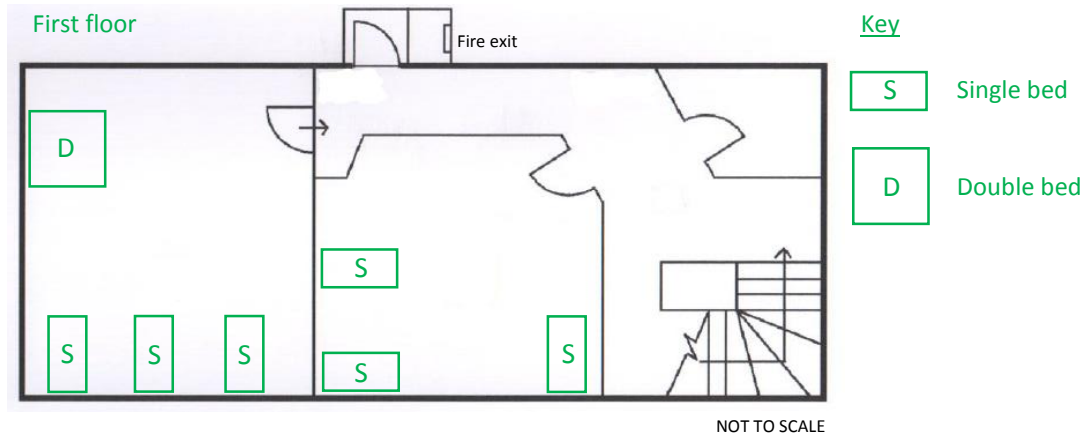 First floor
Key
Fire exit
S Single bed
D
D Double bed
S
S
S
S
S
S
NOT TO SCALE